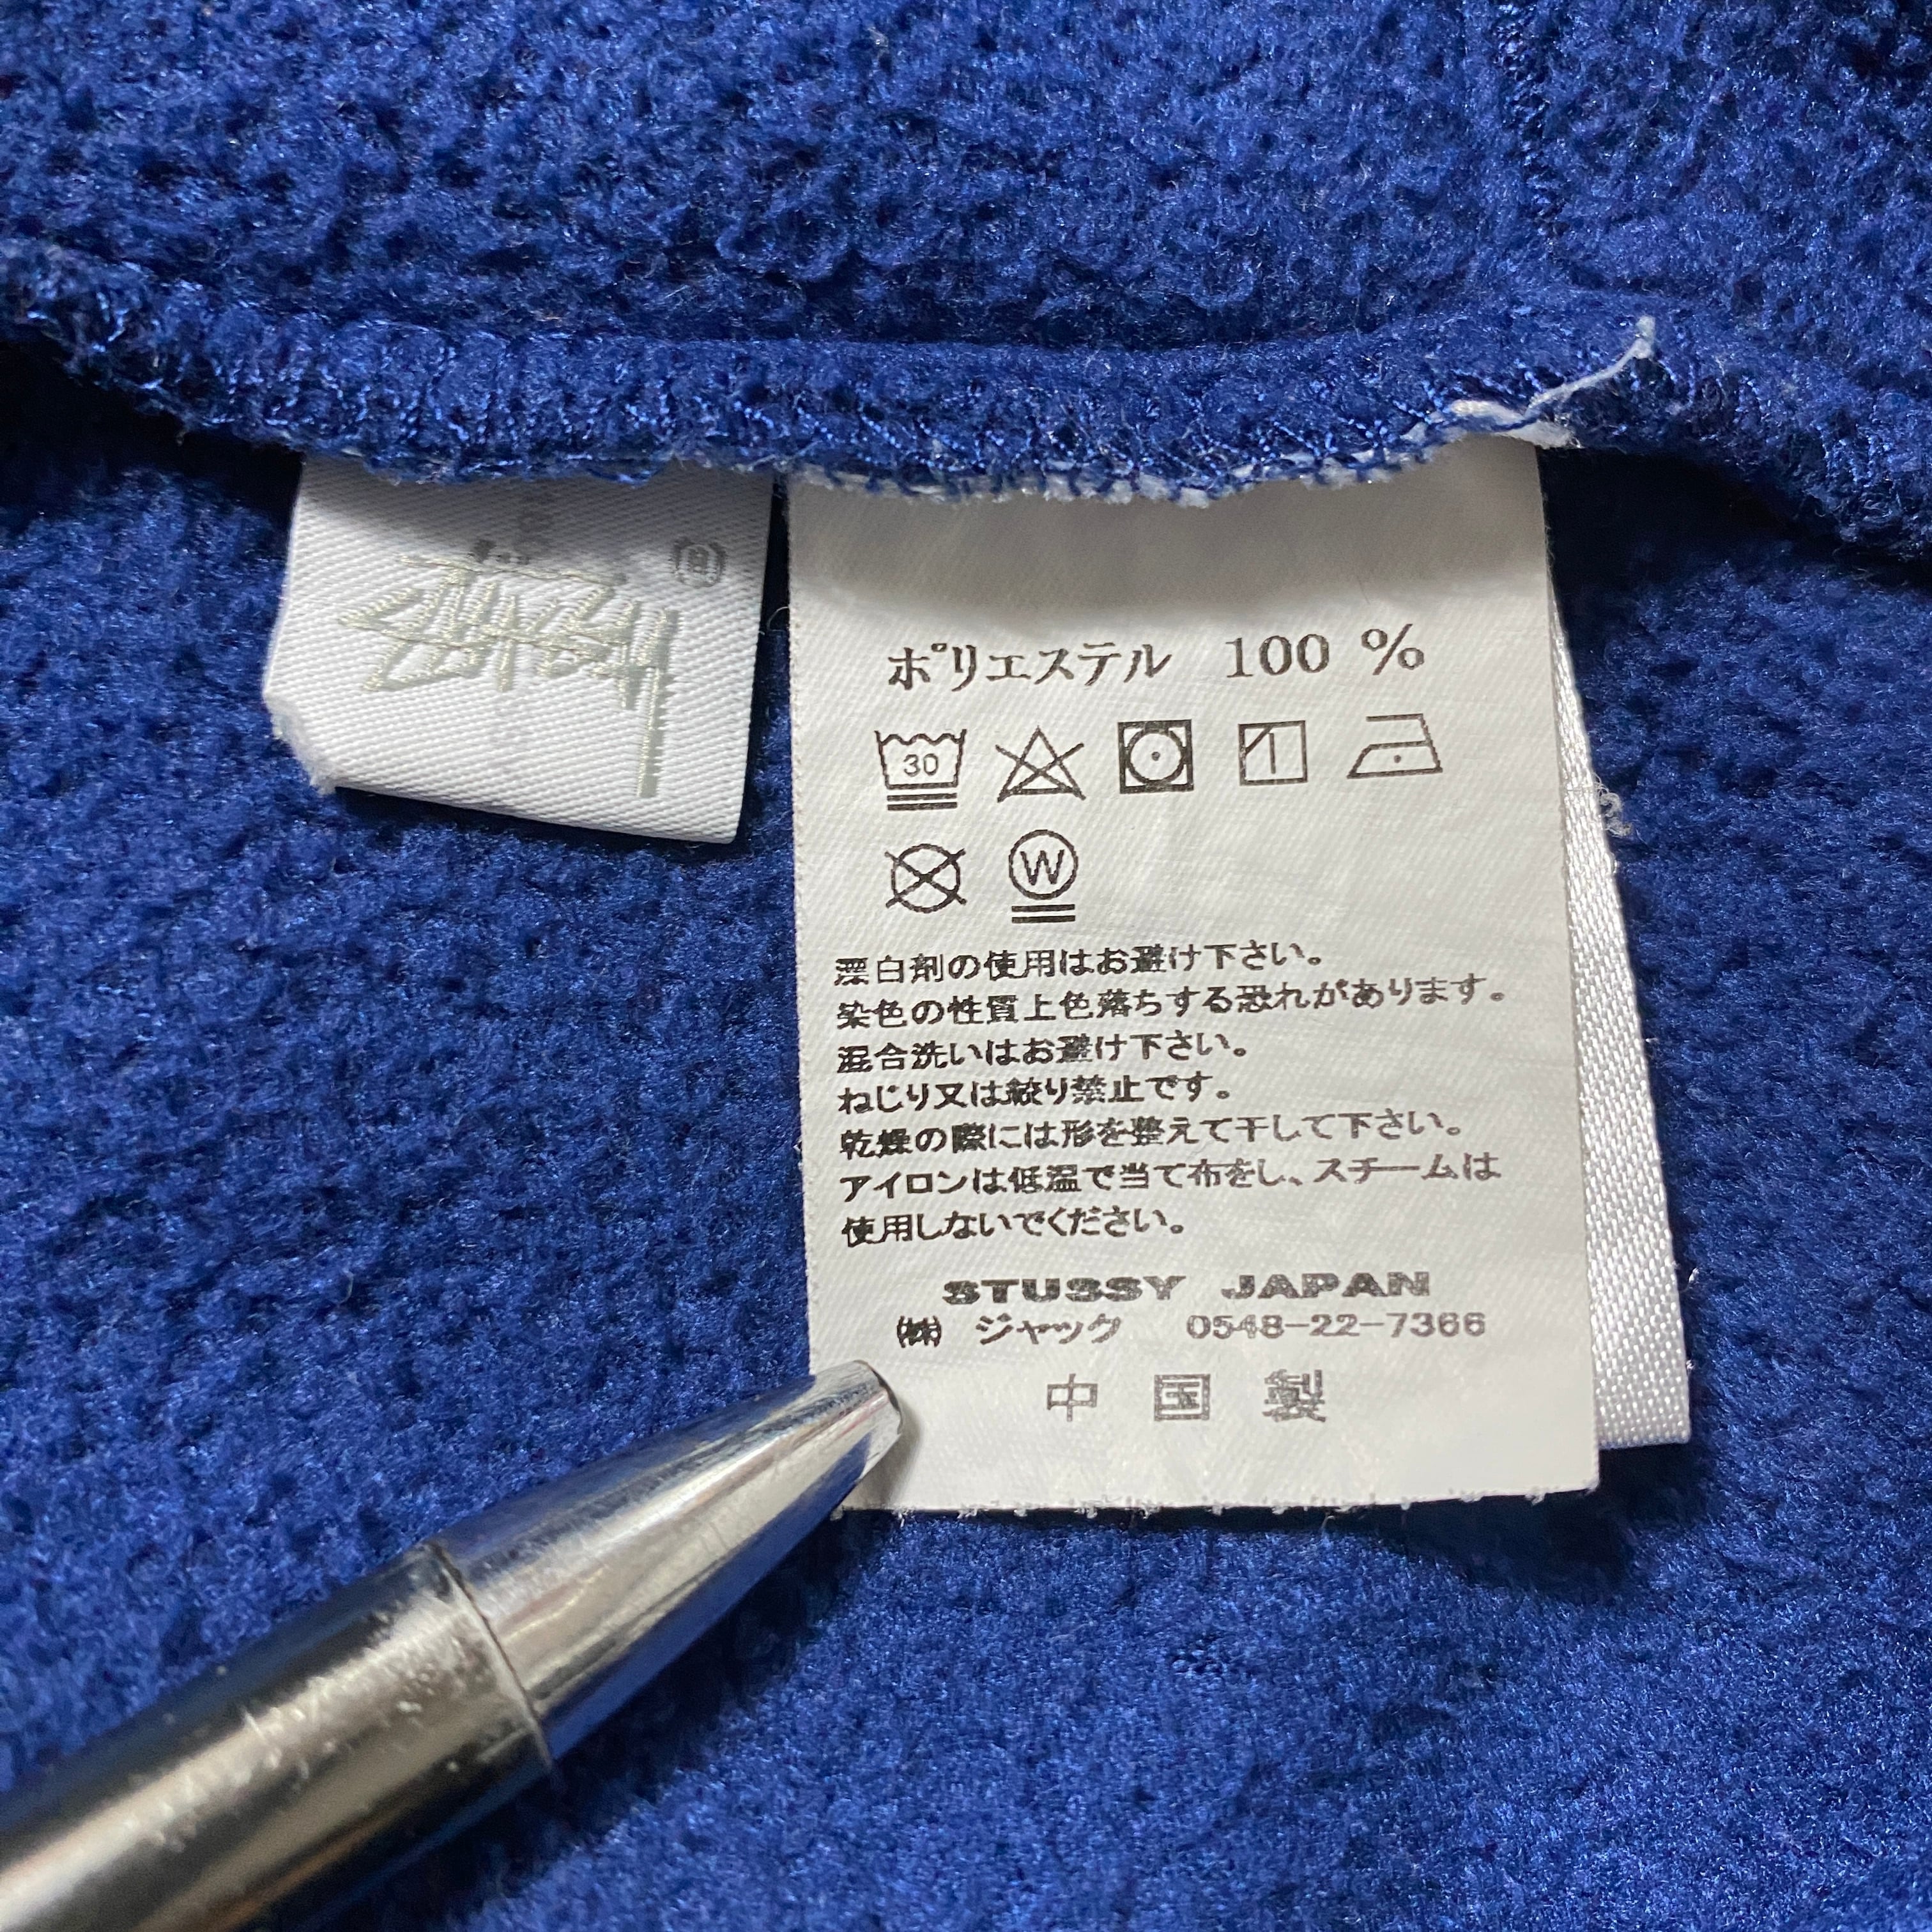 ポリエステル 100 %
30
W
漂白剤の使用はお避け下さい。
染色の性質上色落ちする恐れがあります。
混合洗いはお避け下さい。
ねじり又は絞り禁止です。
乾燥の際には形を整えて干して下さい。
アイロンは低温で当て布をし、スチームは
使用しないでください。
STUSSY JAPAN
㈱ ジャック 0548-22-7366
中国製